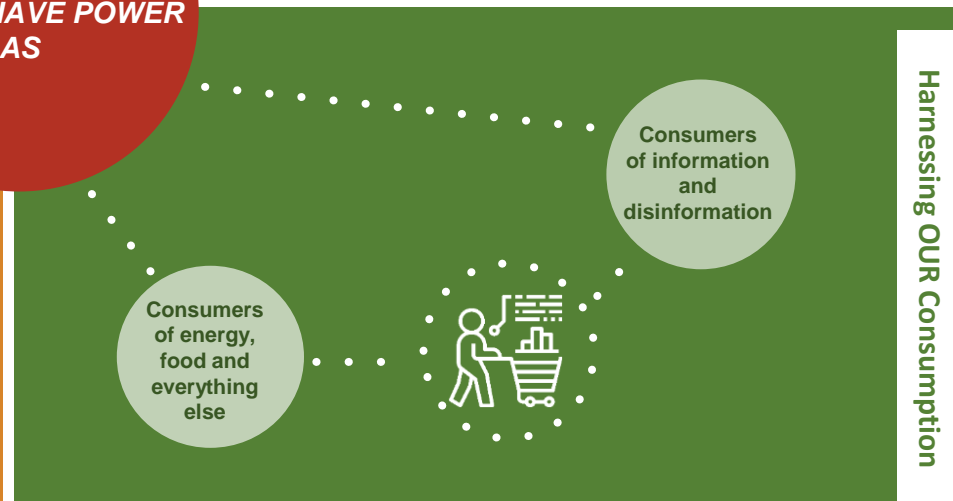 HAVE POWER
AS
Consumers
of information
and
disinformation
Consumers
of energy,
food and
everything
else
Harnessing OUR Consumption